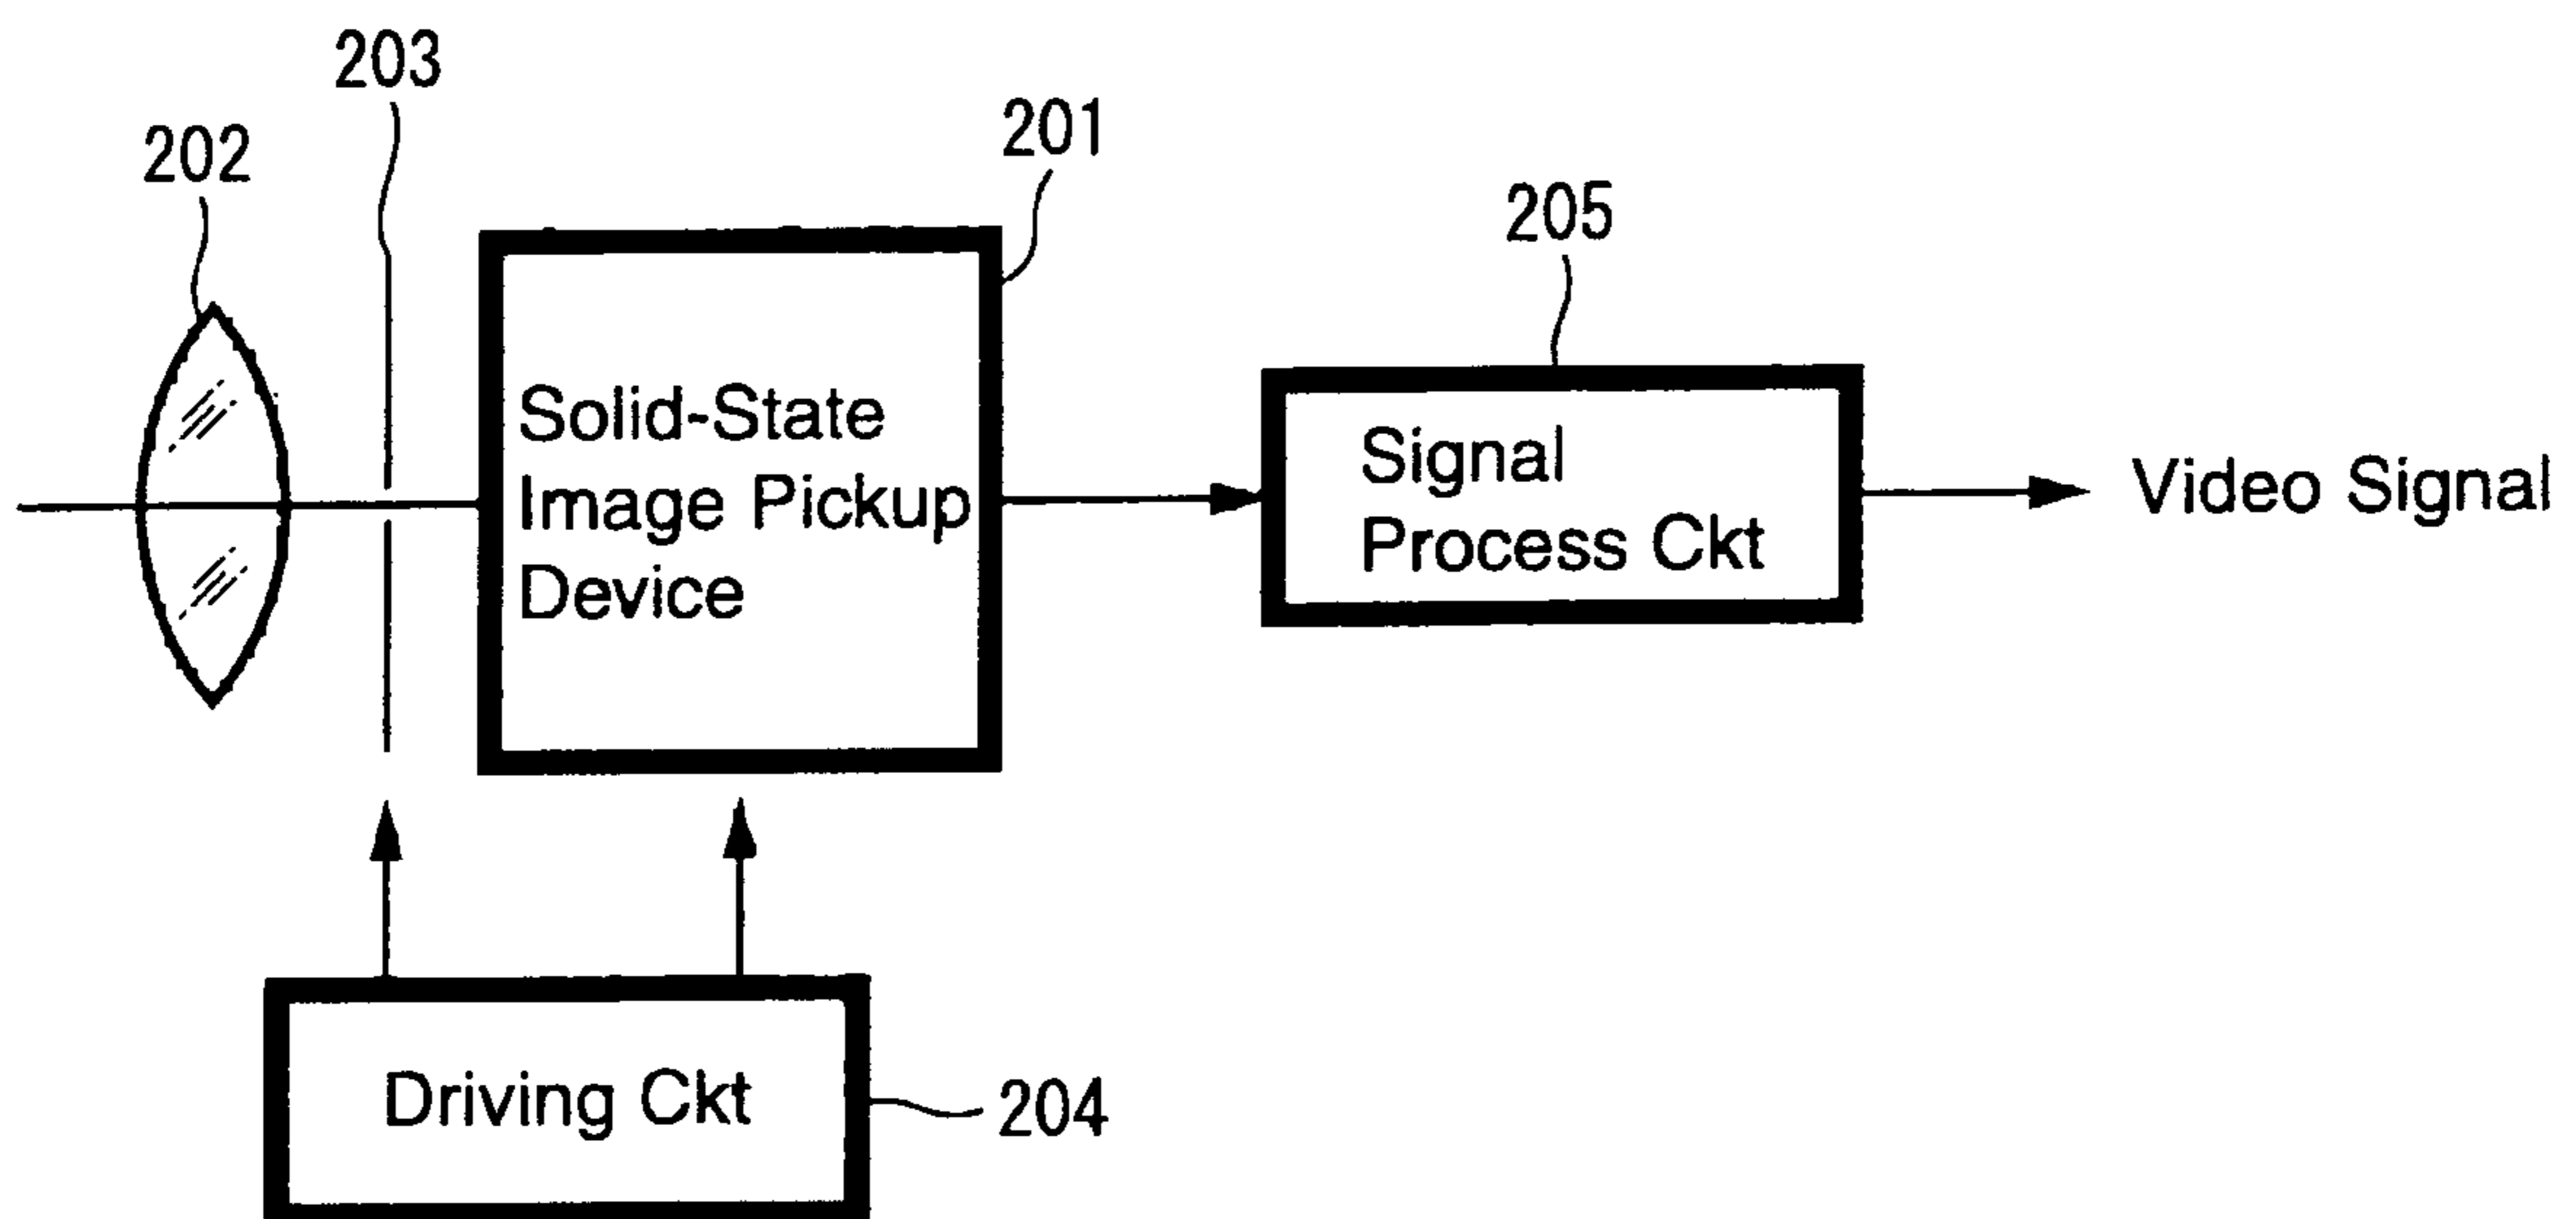 203
202
201
205
Solid-State
Image Pickup
Device
Signal
Process Ckt
Video Signal
Driving Ckt
204